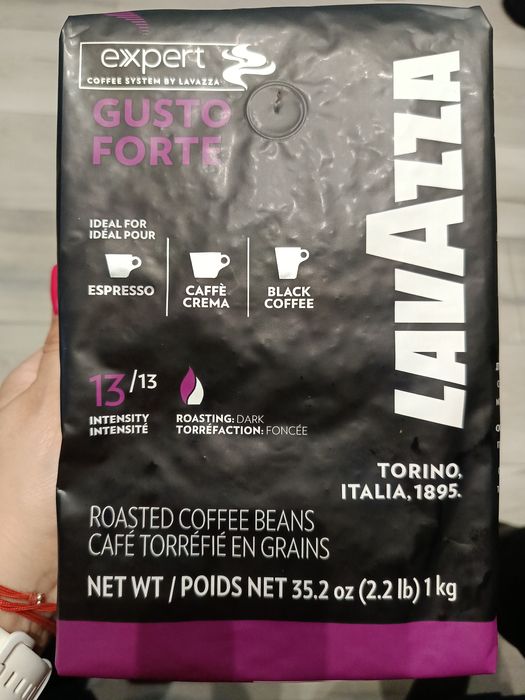 expert
COFFEE SYSTEM BY LAVAZZA
GUSTO
FORTE
LAVAZZA
IDEAL FOR
IDÉAL POUR
ESPRESSO
CAFFÈ
CREMA
BLACK
COFFEE
13/13
INTENSITY
INTENSITÉ
ROASTING: DARK
TORRÉFACTION: FONCÉE
TORINO,
ITALIA, 1895.
ROASTED COFFEE BEANS
CAFÉ TORRÉFIÉ EN GRAINS
NET WT / POIDS NET 35.2 oz (2.2 lb) 1 kg